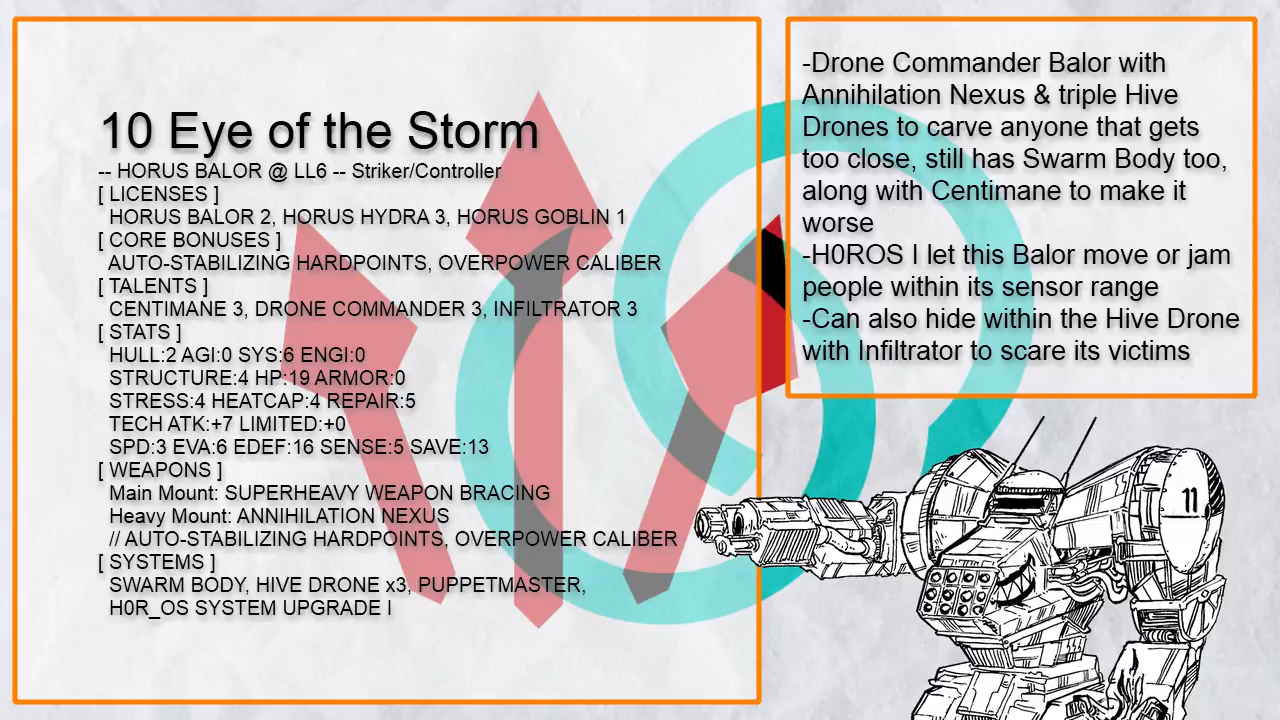 10 Eye of the Storm
-- HORUS BALOR @ LL6 -- Striker/Controller
[ LICENSES ]
HORUS BALOR 2, HORUS HYDRA 3, HORUS GOBLIN 1
[ CORE BONUSES ]
AUTO-STABILIZING HARDPOINTS, OVERPOWER CALIBER
[ TALENTS ]
CENTIMANE 3, DRONE COMMANDER 3, INFILTRATOR 3
[ STATS ]
HULL:2 AGI:0 SYS:6 ENGI:0
STRUCTURE:4 HP:19 ARMOR:0
STRESS:4 HEATCAP:4 REPAIR:5
TECH ATK:+7 LIMITED:+0
SPD:3 EVA:6 EDEF:16 SENSE:5 SAVE:13
[ WEAPONS ]
Main Mount: SUPERHEAVY WEAPON BRACING
Heavy Mount: ANNIHILATION NEXUS
// AUTO-STABILIZING HARDPOINTS, OVERPOWER CALIBER
[ SYSTEMS ]
SWARM BODY, HIVE DRONE x3, PUPPETMASTER,
H0R_OS SYSTEM UPGRADE I
-Drone Commander Balor with
Annihilation Nexus & triple Hive
Drones to carve anyone that gets
too close, still has Swarm Body too,
along with Centimane to make it
worse
-H0ROS I let this Balor move or jam
people within its sensor range
-Can also hide within the Hive Drone
with Infiltrator to scare its victims
11